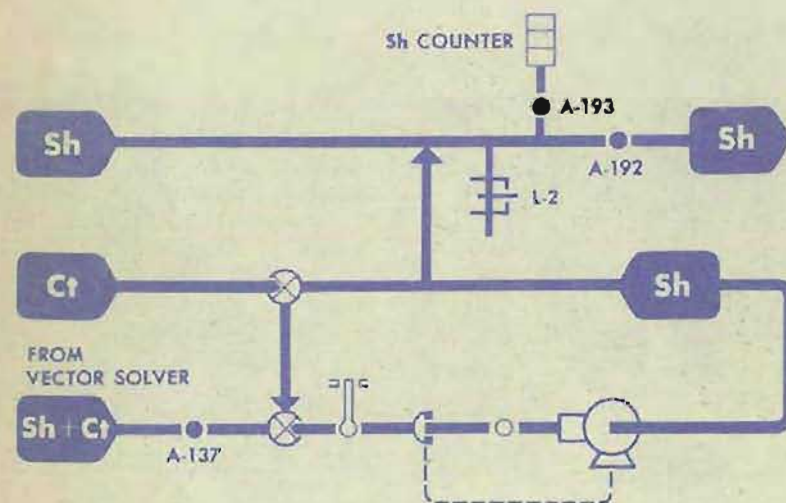 Sh COUNTER
A-193
Sh
Sh
A-192
L-2
Ct
Sh
FROM
VECTOR SOLVER
Sh + Ct
A-137